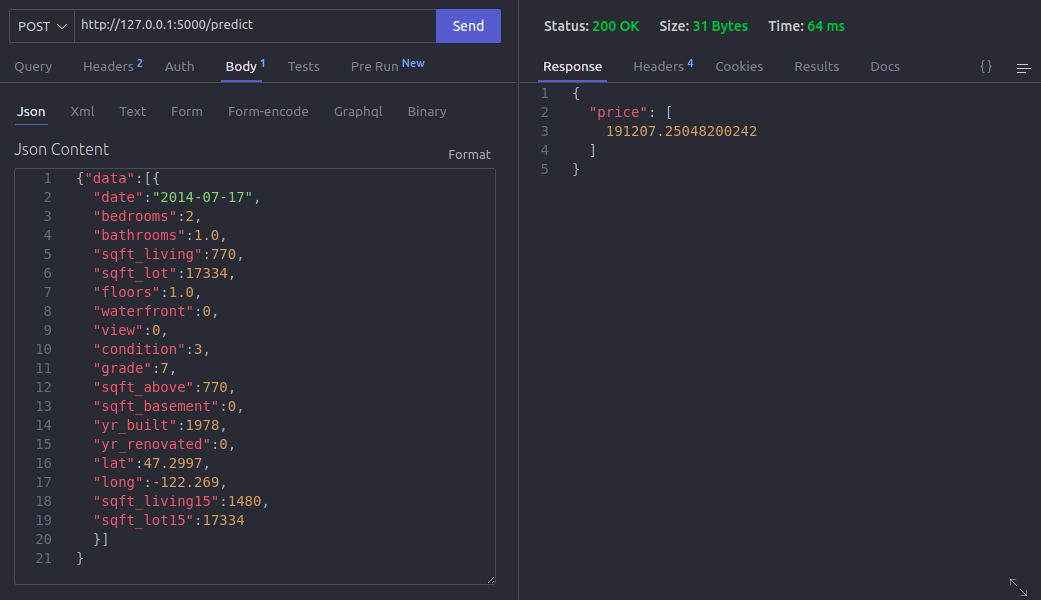 POST http://127.0.0.1:5000/predict Send
Query Headers 2 Auth Body 1 Tests Pre Run New
Json Xml Text Form Form-encode Graphql Binary
Json Content Format
1 {"data":[{
2 "date":"2014-07-17",
3 "bedrooms":2,
4 "bathrooms":1.0,
5 "sqft_living":770,
6 "sqft_lot":17334,
7 "floors":1.0,
8 "waterfront":0,
9 "view":0,
10 "condition":3,
11 "grade":7,
12 "sqft_above":770,
13 "sqft_basement":0,
14 "yr_built":1978,
15 "yr_renovated":0,
16 "lat":47.2997,
17 "long":-122.269,
18 "sqft_living15":1480,
19 "sqft_lot15":17334
20 }]
21 }
Status: 200 OK Size: 31 Bytes Time: 64 ms
Response Headers 4 Cookies Results Docs {}
1 {
2 "price": [
3 191207.25048200242
4 ]
5 }